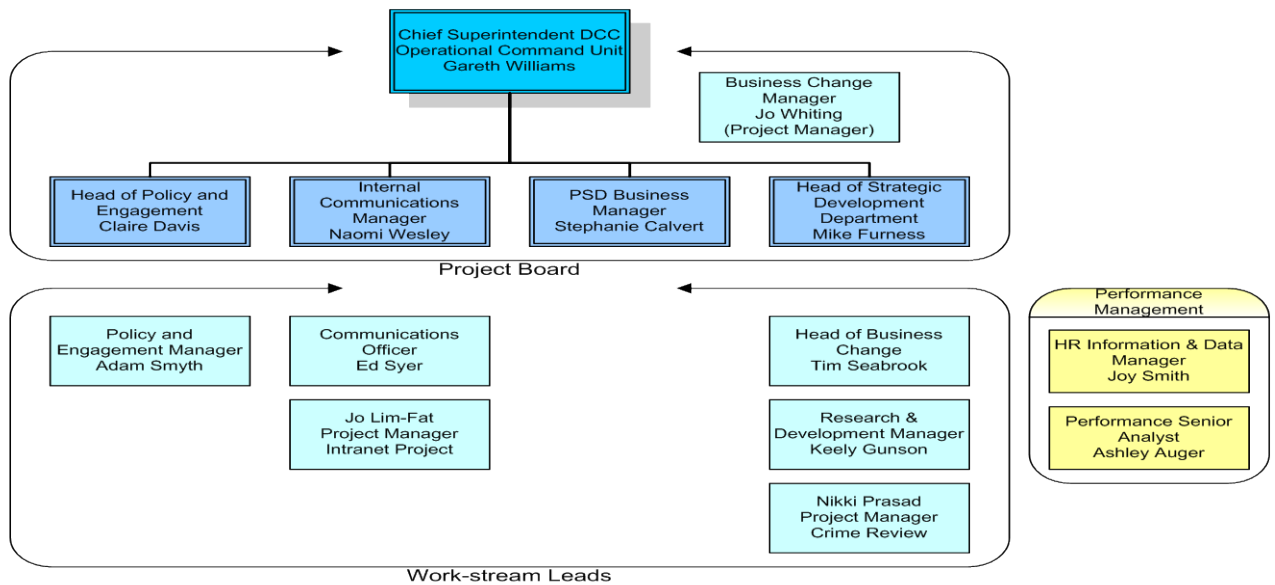 Chief Superintendent DCC
Operational Command Unit
Gareth Williams
Business Change
Manager
Jo Whiting
(Project Manager)
Head of Policy and
Engagement
Claire Davis
Internal
Communications
Manager
Naomi Wesley
PSD Business
Manager
Stephanie Calvert
Head of Strategic
Development
Department
Mike Furness
Project Board
Policy and
Engagement Manager
Adam Smyth
Communications
Officer
Ed Syer
Head of Business
Change
Tim Seabrook
Jo Lim-Fat
Project Manager
Intranet Project
Research &
Development Manager
Keely Gunson
Nikki Prasad
Project Manager
Crime Review
Work-stream Leads
Performance
Management
HR Information & Data
Manager
Joy Smith
Performance Senior
Analyst
Ashley Auger